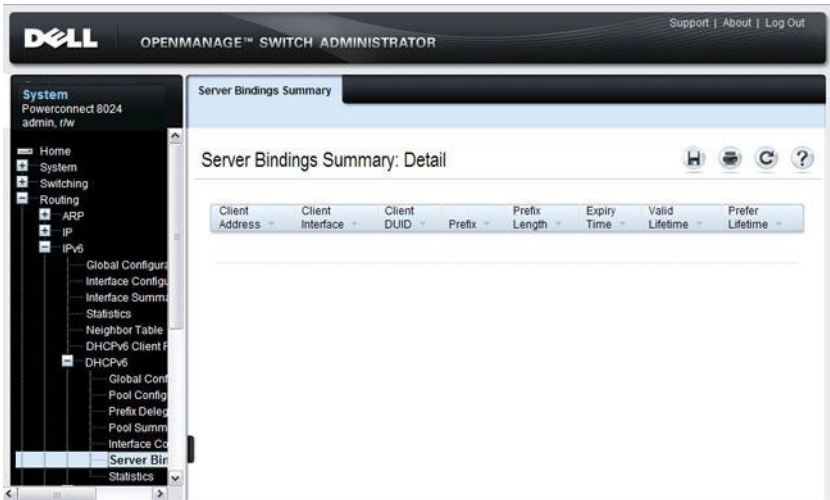 Support | About | Log Out
DELL
OPENMANAGE™ SWITCH ADMINISTRATOR
System
Powerconnect 8024
admin, r/w
Home
System
Switching
Routing
ARP
IP
IPv6
Global Configura
Interface Configu
Interface Summa
Statistics
Neighbor Table
DHCPv6 Client P
DHCPv6
Global Conf
Pool Config
Prefix Deleg
Pool Summ
Interface Co
Server Bin
Statistics
Server Bindings Summary
Server Bindings Summary: Detail
Client Address
Client Interface
Client DUID
Prefix
Prefix Length
Expiry Time
Valid Lifetime
Prefer Lifetime